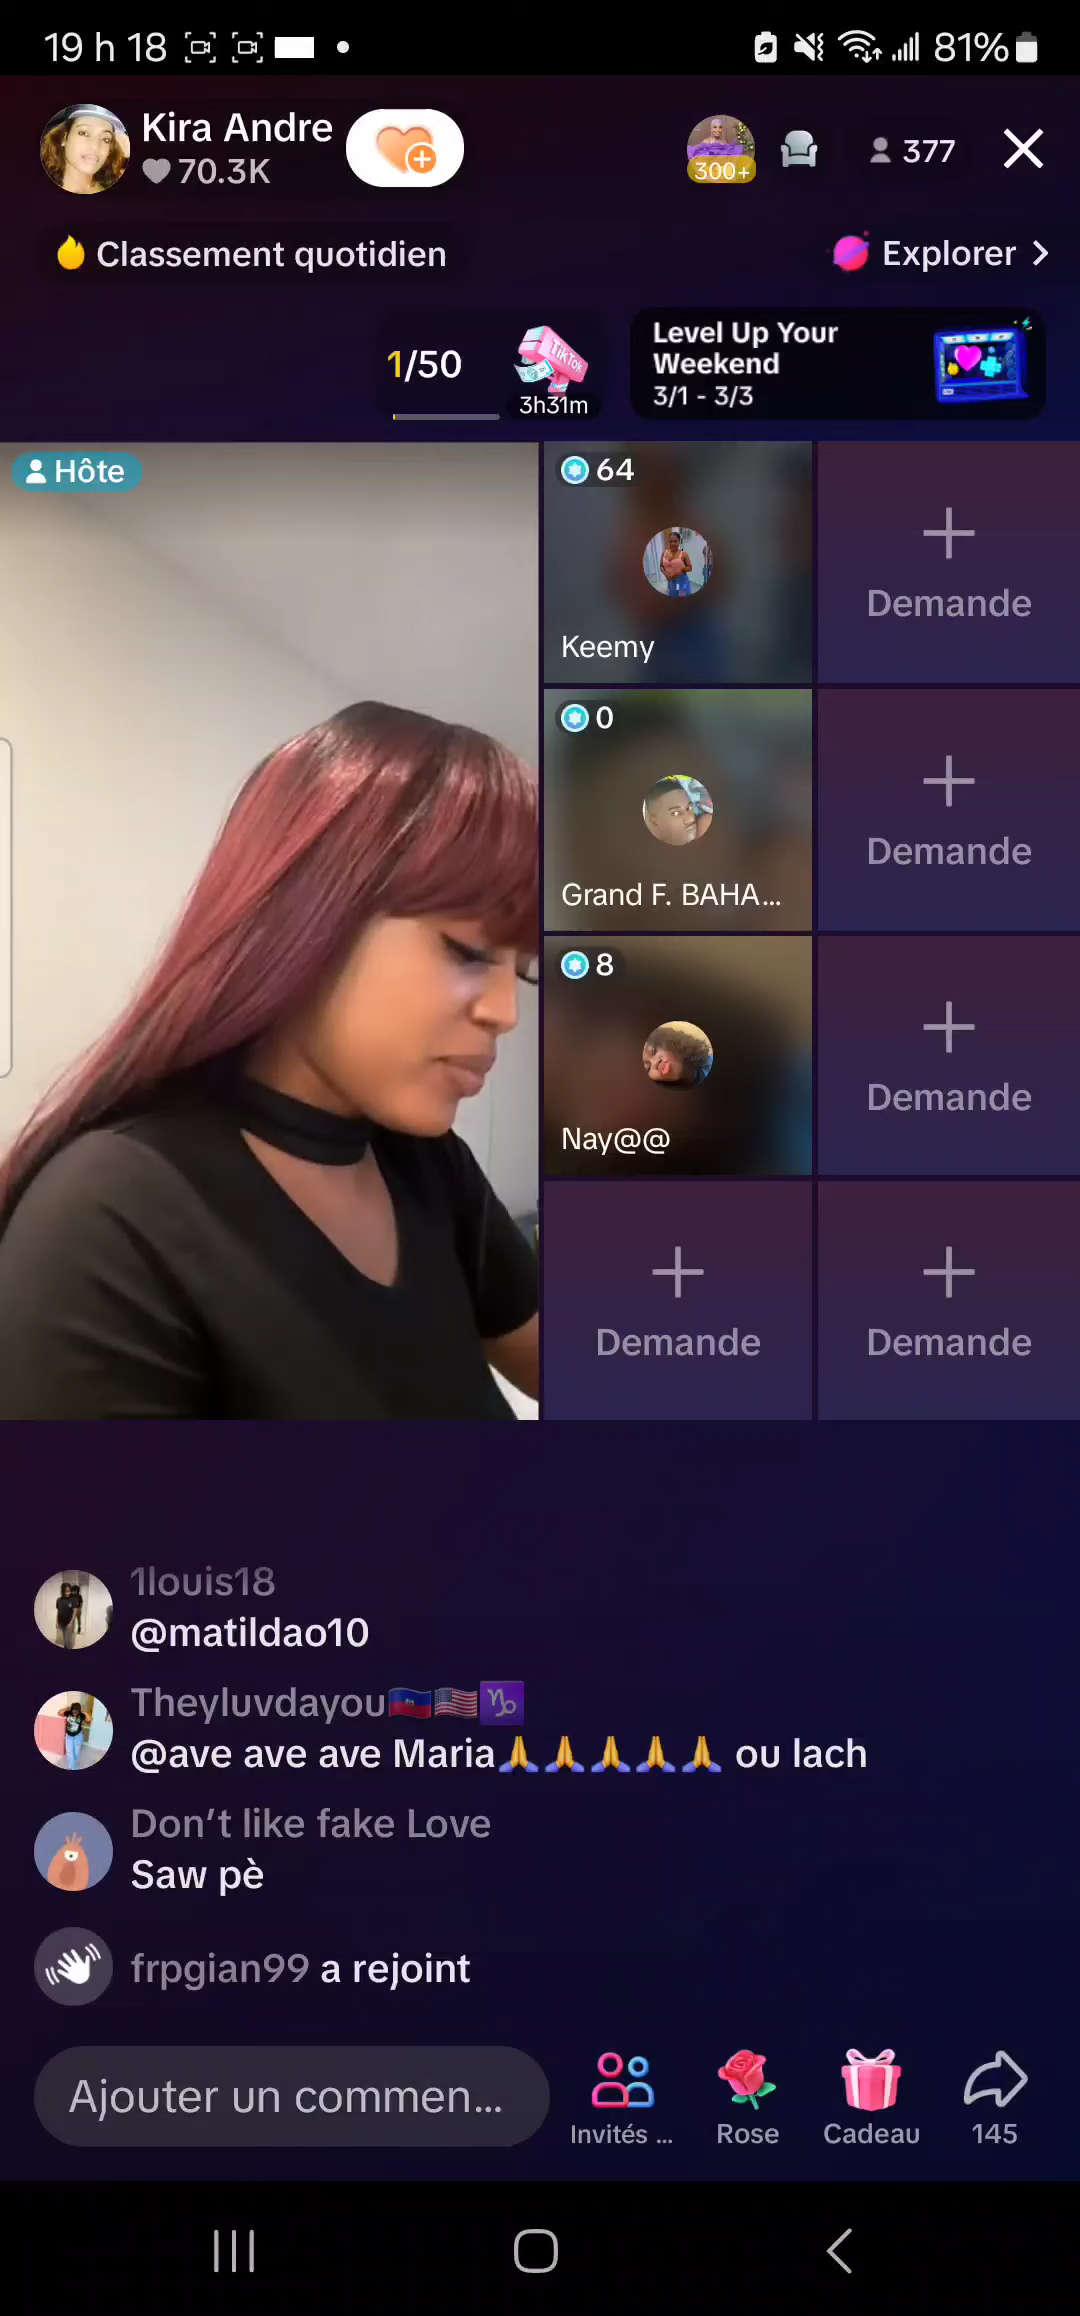 19 h 18
81%
Kira Andre
70.3K
300+
377
Classement quotidien
Explorer
1/50
TikTok
3h31m
Level Up Your
Weekend
3/1 - 3/3
Hôte
64
Keemy
Demande
0
Grand F. BAHA...
Demande
8
Nay@@
Demande
Demande
Demande
1louis18
@matildao10
Theyluvdayou🇭🇹🇺🇸♑
@ave ave ave Maria🙏🙏🙏🙏🙏 ou lach
Don't like fake Love
Saw pè
frpgian99 a rejoint
Ajouter un commen...
Invités ...
Rose
Cadeau
145